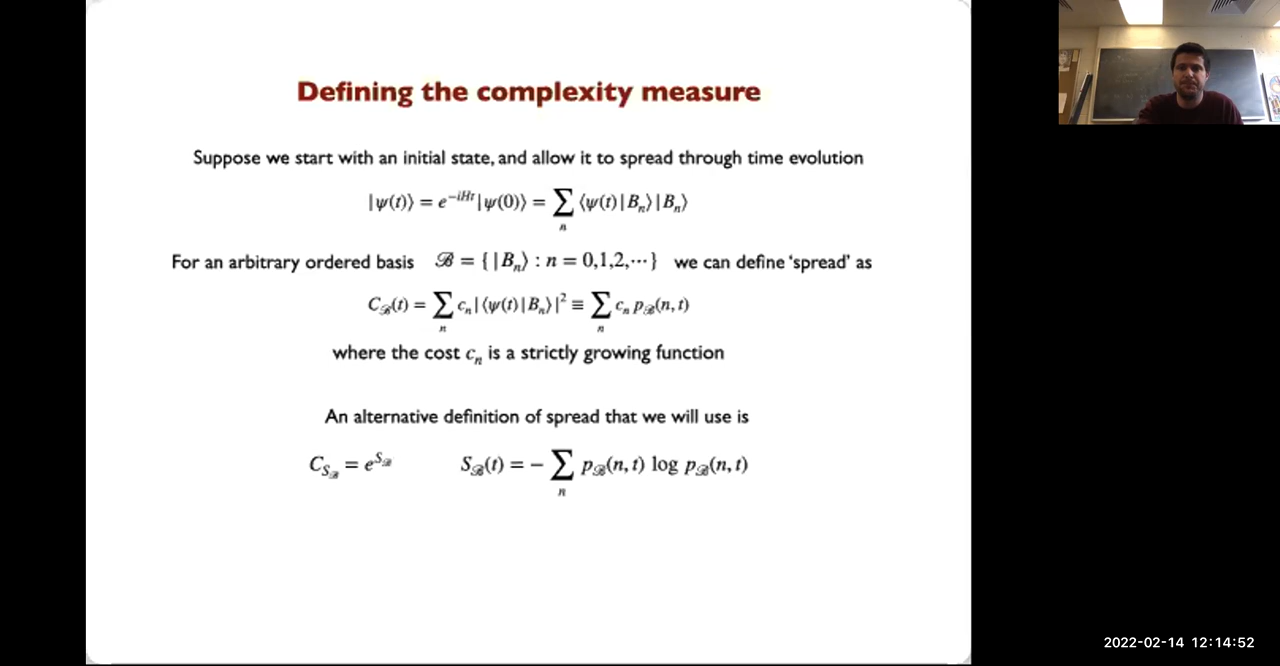 Defining the complexity measure
Suppose we start with an initial state, and allow it to spread through time evolution
|ψ(t)⟩ = e^{−iHt}|ψ(0)⟩ = ∑_n ⟨ψ(t)|B_n⟩|B_n⟩
For an arbitrary ordered basis ℬ = {|B_n⟩ : n = 0,1,2,⋯} we can define ‘spread’ as
C_ℬ(t) = ∑_n c_n|⟨ψ(t)|B_n⟩|² ≡ ∑_n c_n p_ℬ(n, t)
where the cost c_n is a strictly growing function
An alternative definition of spread that we will use is
C_{S_ℬ} = e^{S_ℬ} S_ℬ(t) = − ∑_n p_ℬ(n, t) log p_ℬ(n, t)
2022-02-14 12:14:52